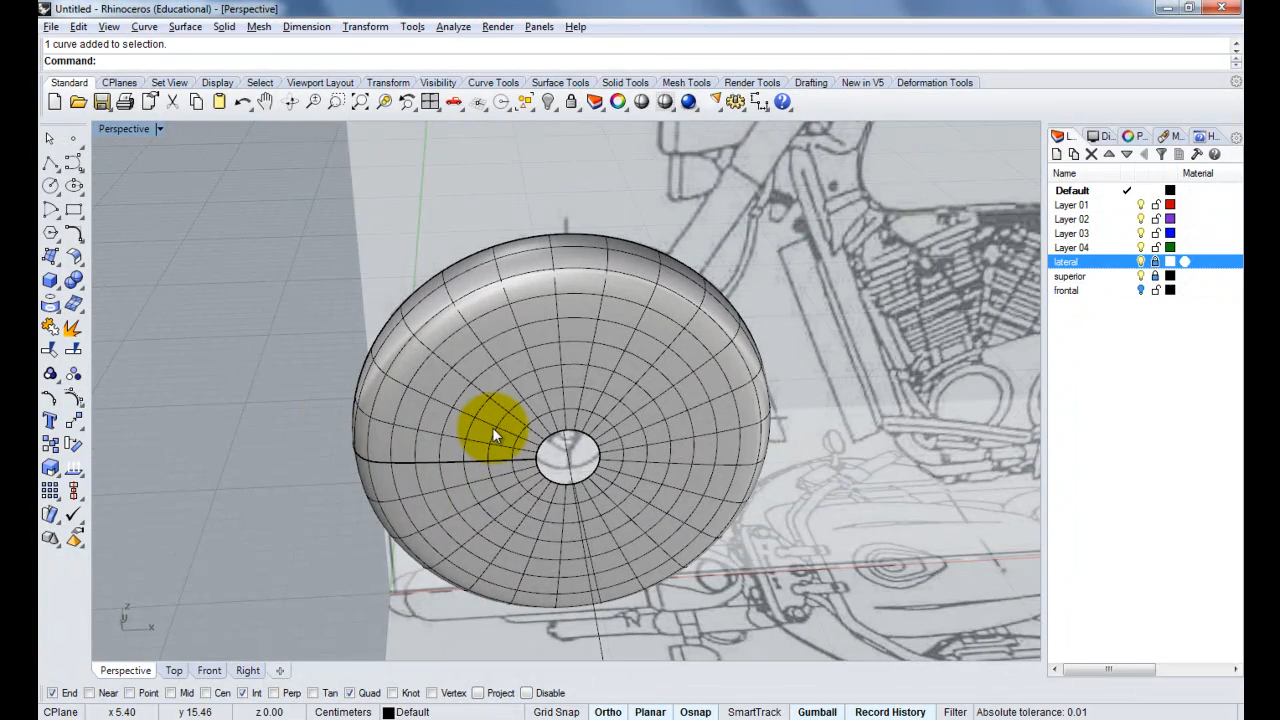 Untitled - Rhinoceros (Educational) - [Perspective]
File Edit View Curve Surface Solid Mesh Dimension Transform Tools Analyze Render Panels Help
1 curve added to selection.
Command:
Standard CPlanes Set View Display Select Viewport Layout Transform Visibility Curve Tools Surface Tools Solid Tools Mesh Tools Render Tools Drafting New in V5 Deformation Tools
Perspective
L... Di... P... M... H...
Name Material
Default
Layer 01
Layer 02
Layer 03
Layer 04
lateral
superior
frontal
z
y
x
Perspective Top Front Right
End Near Point Mid Cen Int Perp Tan Quad Knot Vertex Project Disable
CPlane x 5.40 y 15.46 z 0.00 Centimeters Default Grid Snap Ortho Planar Osnap SmartTrack Gumball Record History Filter Absolute tolerance: 0.01